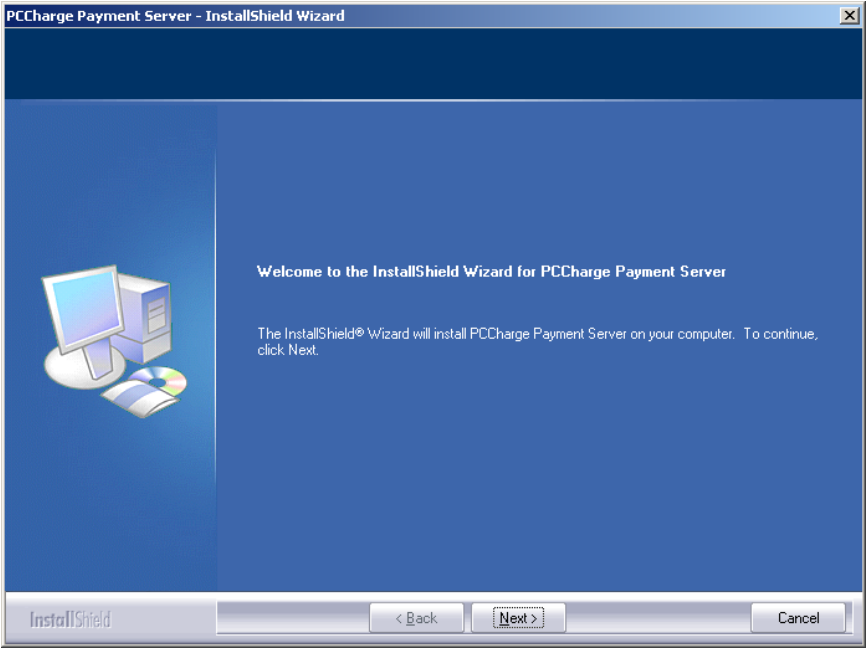 PCCharge Payment Server - InstallShield Wizard
Welcome to the InstallShield Wizard for PCCharge Payment Server
The InstallShield® Wizard will install PCCharge Payment Server on your computer.  To continue,
click Next.
InstallShield
< Back
Next >
Cancel